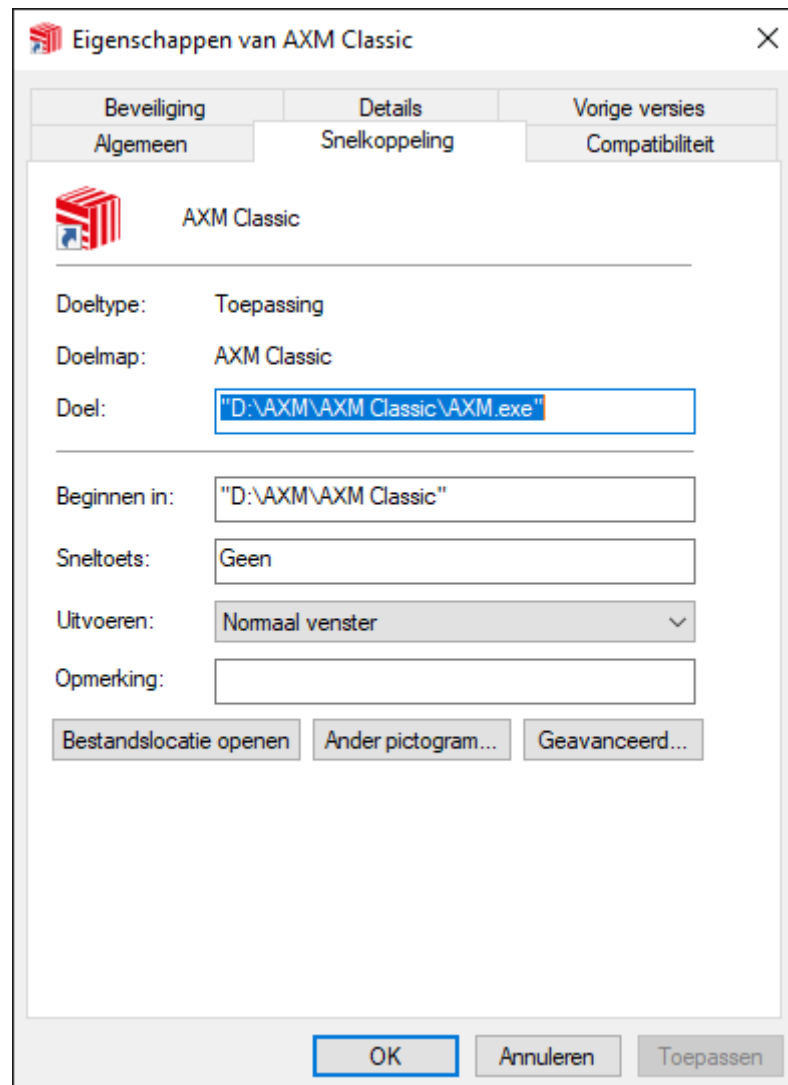 Eigenschappen van AXM Classic
Beveiliging Details Vorige versies
Algemeen Snelkoppeling Compatibiliteit
AXM Classic
Doeltype: Toepassing
Doelmap: AXM Classic
Doel: "D:\AXM\AXM Classic\AXM.exe"
Beginnen in: "D:\AXM\AXM Classic"
Sneltoets: Geen
Uitvoeren: Normaal venster
Opmerking:
Bestandslocatie openen Ander pictogram... Geavanceerd...
OK Annuleren Toepassen